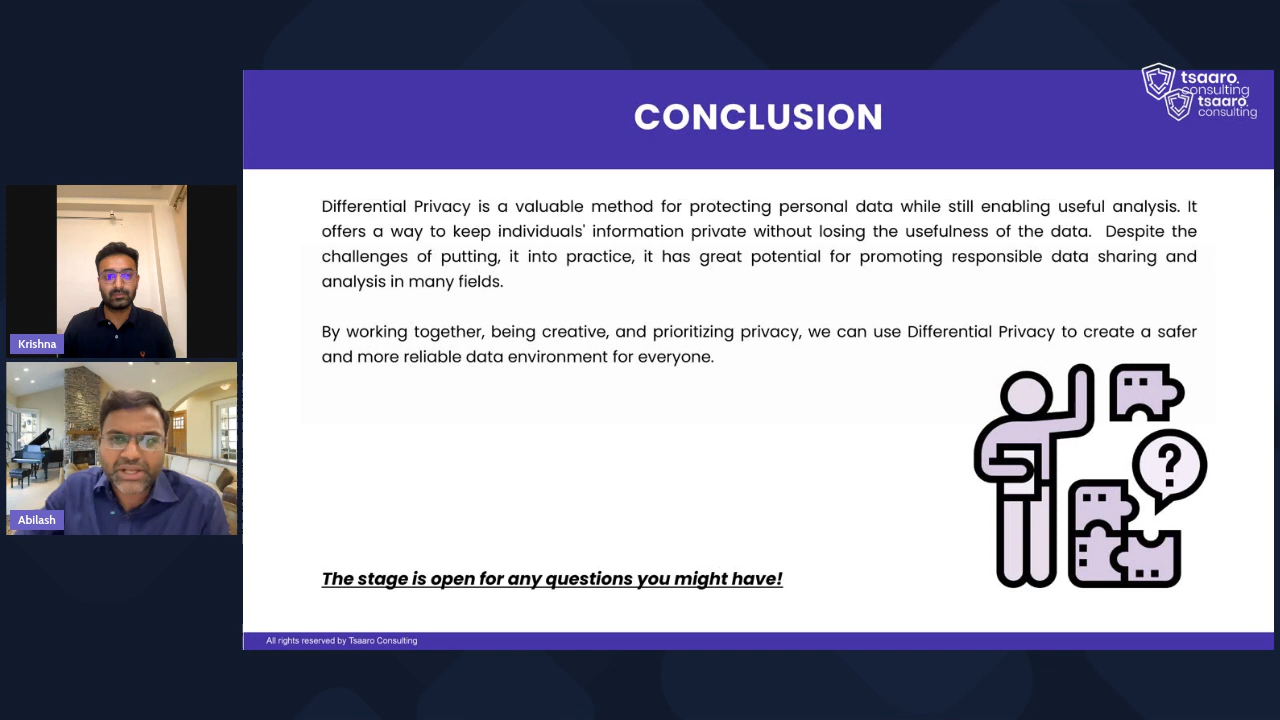 CONCLUSION
tsaaro.
consulting
tsaaro.
consulting
Differential Privacy is a valuable method for protecting personal data while still enabling useful analysis. It
offers a way to keep individuals' information private without losing the usefulness of the data. Despite the
challenges of putting, it into practice, it has great potential for promoting responsible data sharing and
analysis in many fields.
By working together, being creative, and prioritizing privacy, we can use Differential Privacy to create a safer
and more reliable data environment for everyone.
?
The stage is open for any questions you might have!
All rights reserved by Tsaaro Consulting
Krishna
Abilash